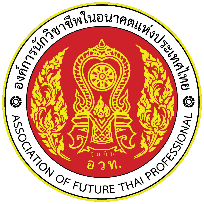 องค์การนักวิชาชีพในอนาคตแห่งประเทศไทย
อวท.
ASSOCIATION OF FUTURE THAI PROFESSIONAL